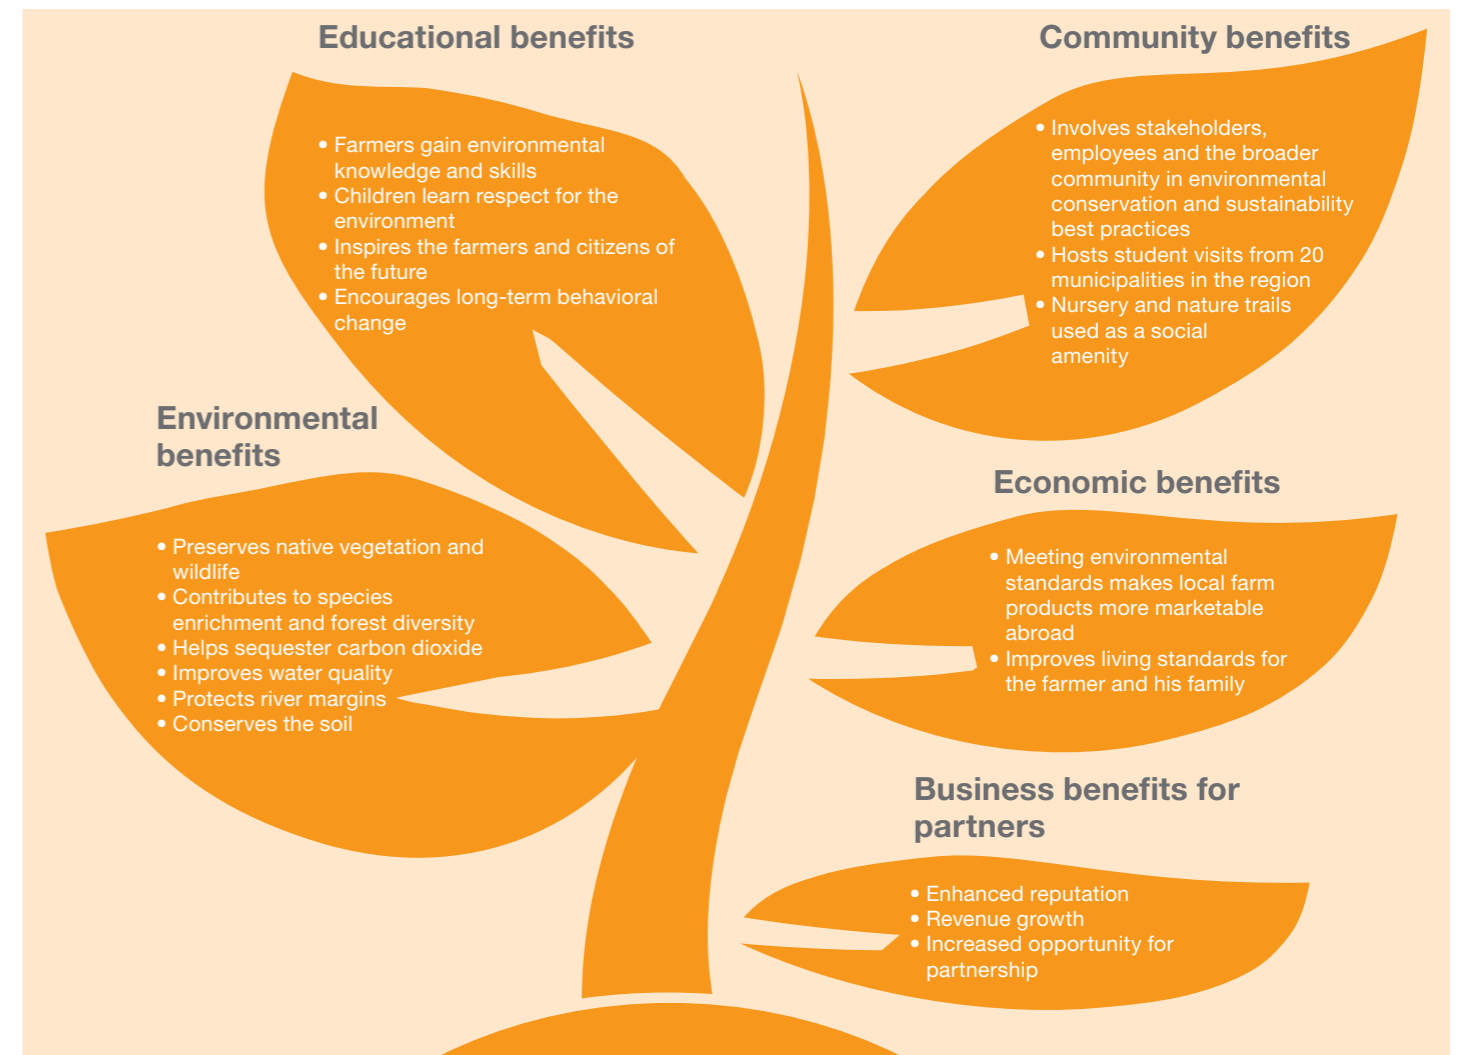 Educational benefits
• Farmers gain environmental
knowledge and skills
• Children learn respect for the
environment
• Inspires the farmers and citizens of
the future
• Encourages long-term behavioral
change
Community benefits
• Involves stakeholders,
employees and the broader
community in environmental
conservation and sustainability
best practices
• Hosts student visits from 20
municipalities in the region
• Nursery and nature trails
used as a social
amenity
Environmental
benefits
• Preserves native vegetation and
wildlife
• Contributes to species
enrichment and forest diversity
• Helps sequester carbon dioxide
• Improves water quality
• Protects river margins
• Conserves the soil
Economic benefits
• Meeting environmental
standards makes local farm
products more marketable
abroad
• Improves living standards for
the farmer and his family
Business benefits for
partners
• Enhanced reputation
• Revenue growth
• Increased opportunity for
partnership